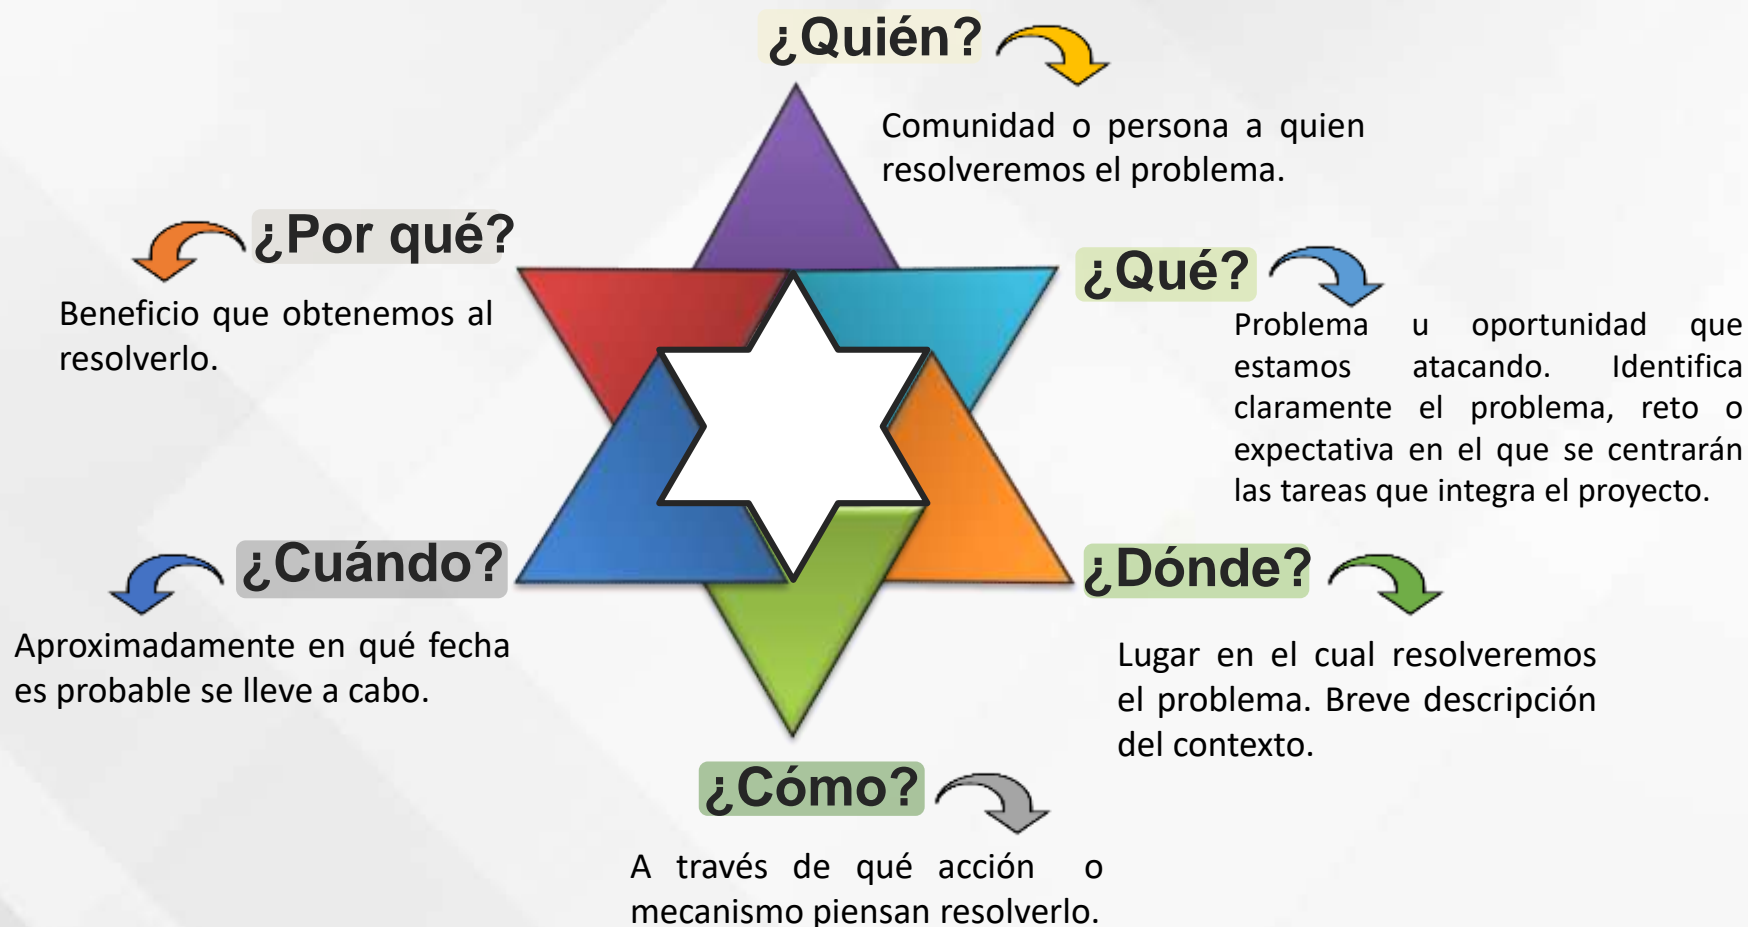 ¿Quién?
Comunidad o persona a quien
resolveremos el problema.
¿Por qué?
Beneficio que obtenemos al
resolverlo.
¿Qué?
Problema u oportunidad que
estamos atacando. Identifica
claramente el problema, reto o
expectativa en el que se centrarán
las tareas que integra el proyecto.
¿Cuándo?
Aproximadamente en qué fecha
es probable se lleve a cabo.
¿Dónde?
Lugar en el cual resolveremos
el problema. Breve descripción
del contexto.
¿Cómo?
A través de qué acción o
mecanismo piensan resolverlo.